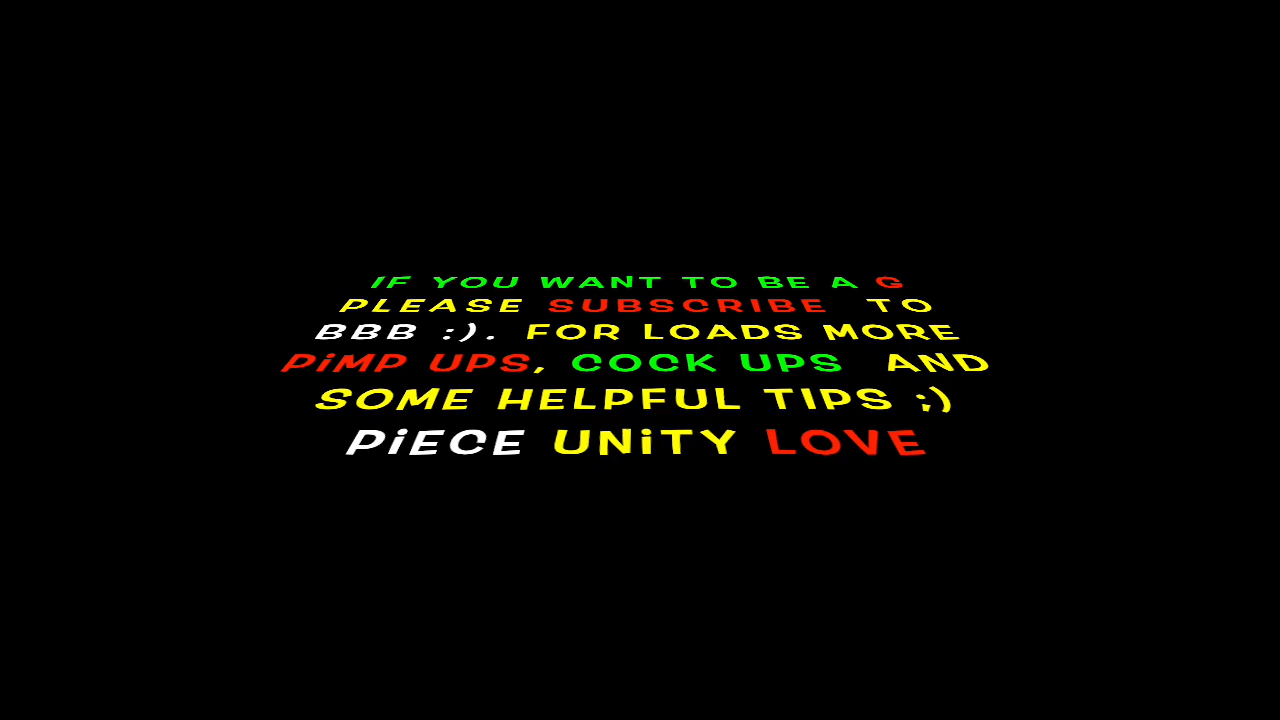 IF YOU WANT TO BE A G
PLEASE SUBSCRIBE TO
BBB :). FOR LOADS MORE
PiMP UPS, COCK UPS AND
SOME HELPFUL TIPS ;)
PiECE UNiTY LOVE